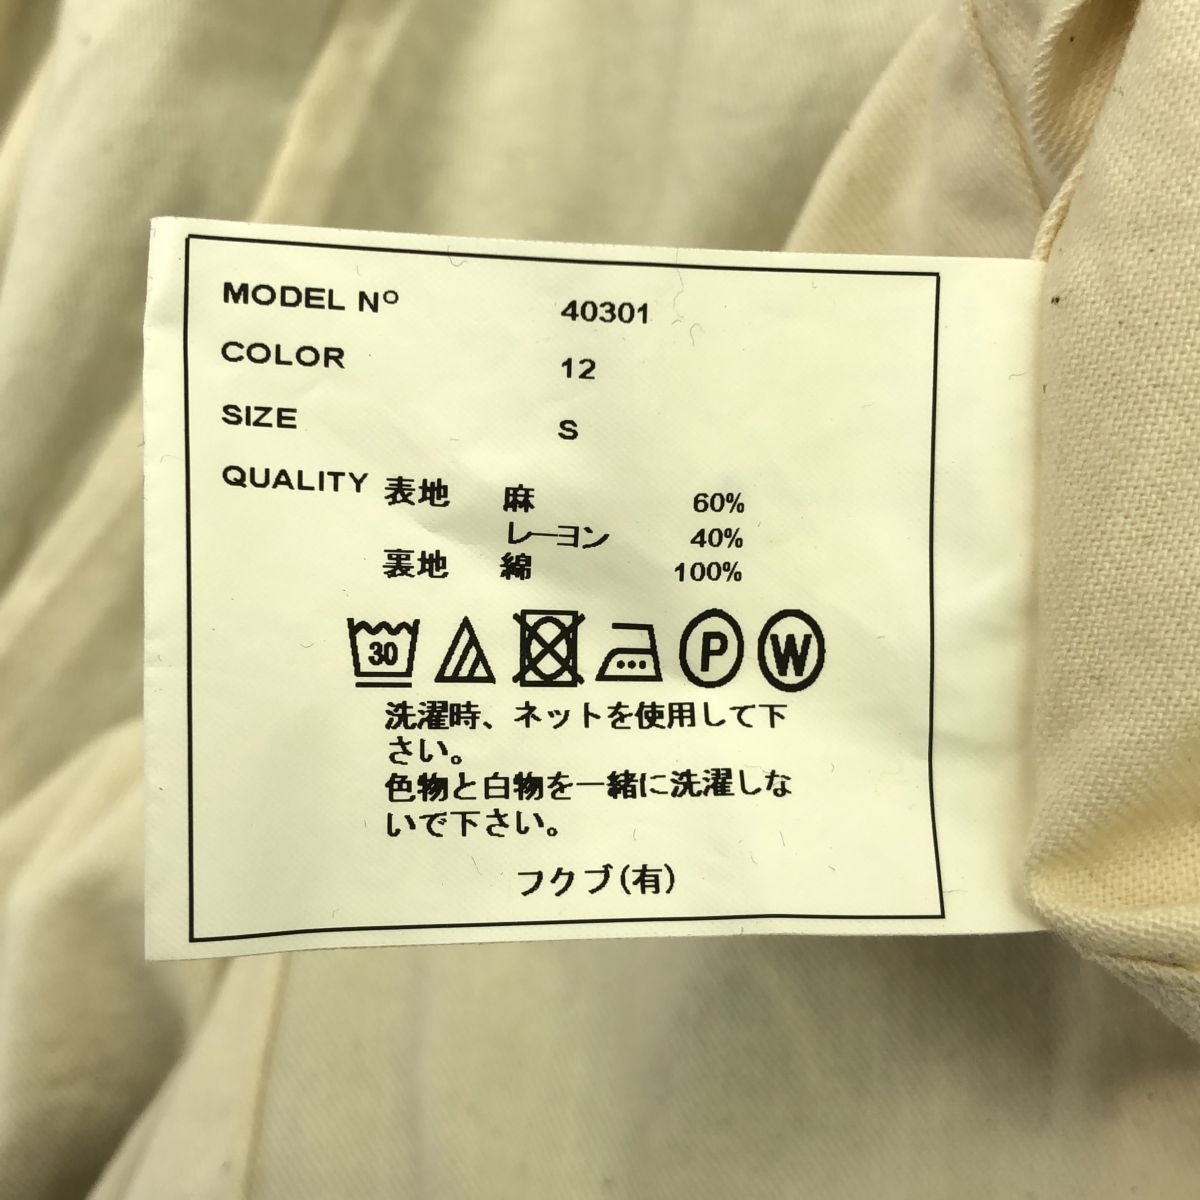 MODEL Nº 40301
COLOR 12
SIZE S
QUALITY 表地 麻 60%
レーヨン 40%
裏地 綿 100%
30 P W
洗濯時、ネットを使用して下
さい。
色物と白物を一緒に洗濯しな
いで下さい。
フクブ(有)